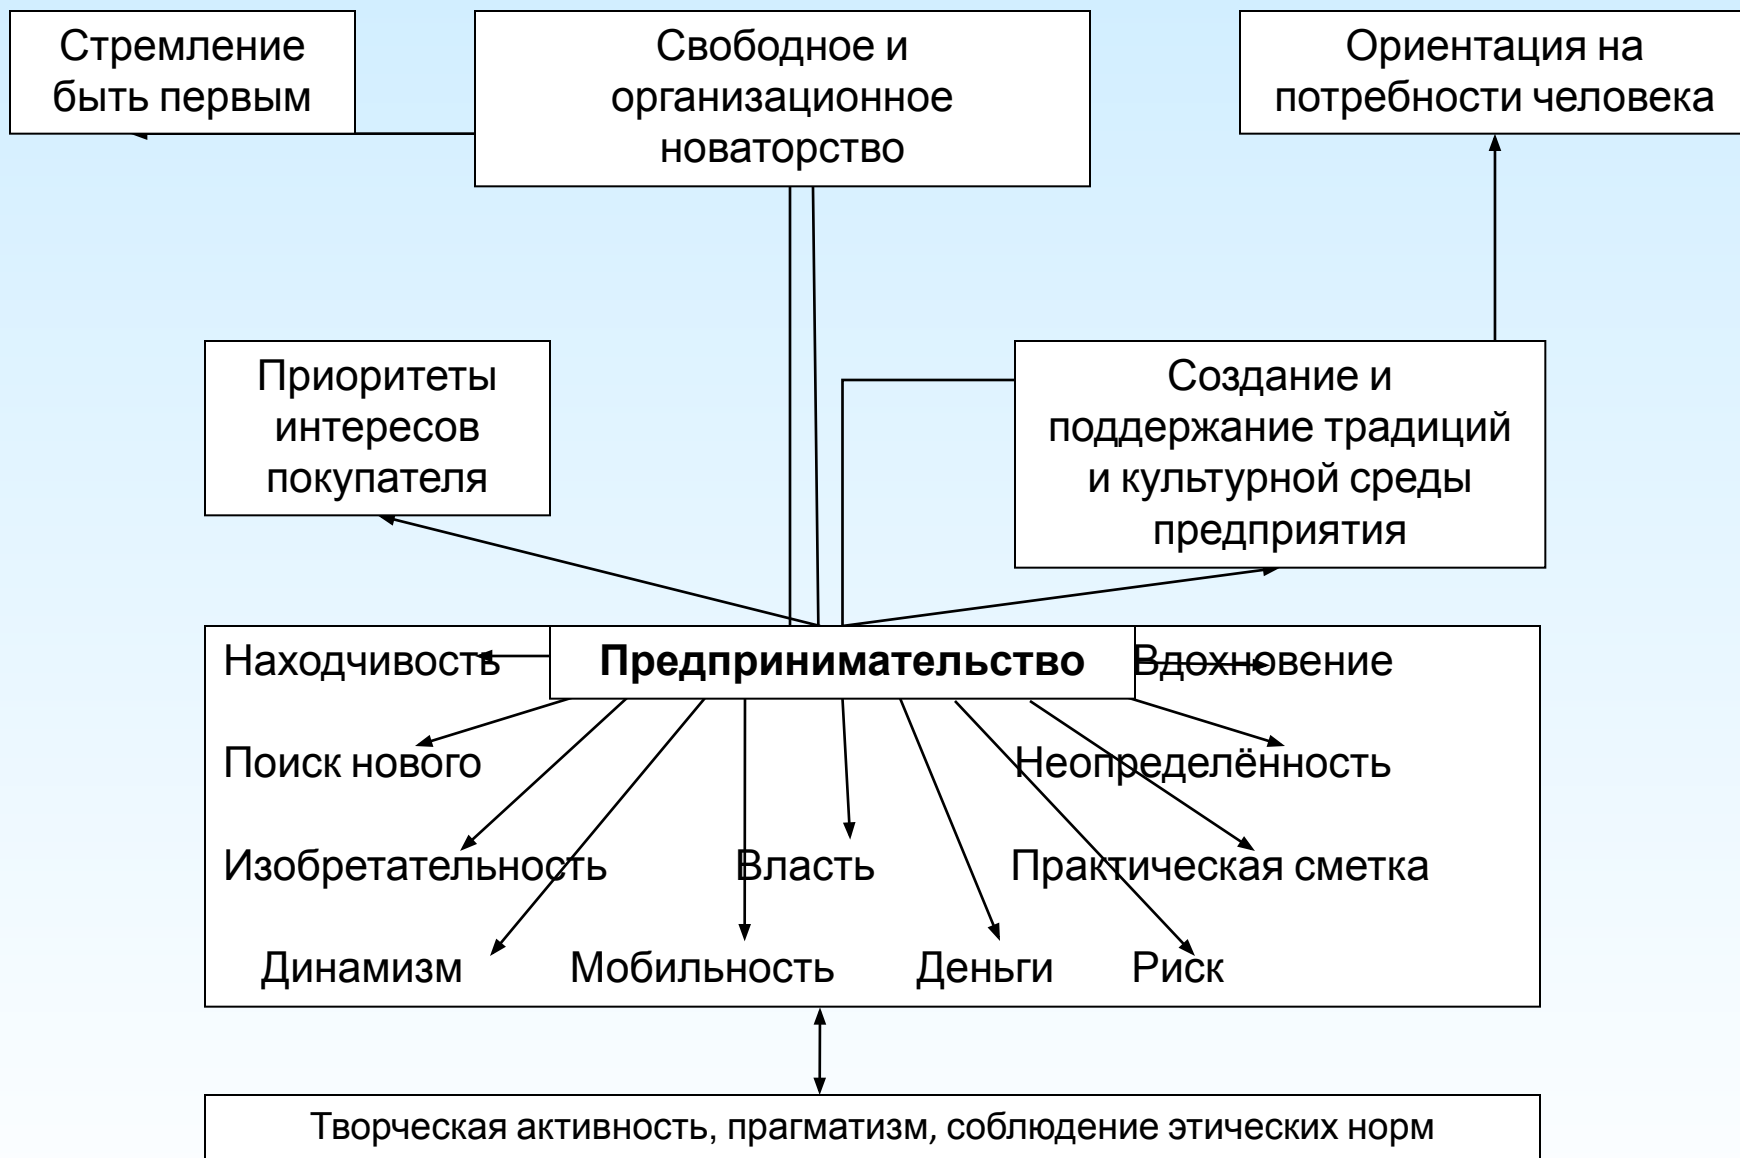 Стремление
быть первым
Свободное и
организационное
новаторство
Ориентация на
потребности человека
Приоритеты
интересов
покупателя
Создание и
поддержание традиций
и культурной среды
предприятия
Находчивость
Предпринимательство
Вдохновение
Поиск нового
Неопределённость
Изобретательность
Власть
Практическая сметка
Динамизм
Мобильность
Деньги
Риск
Творческая активность, прагматизм, соблюдение этических норм